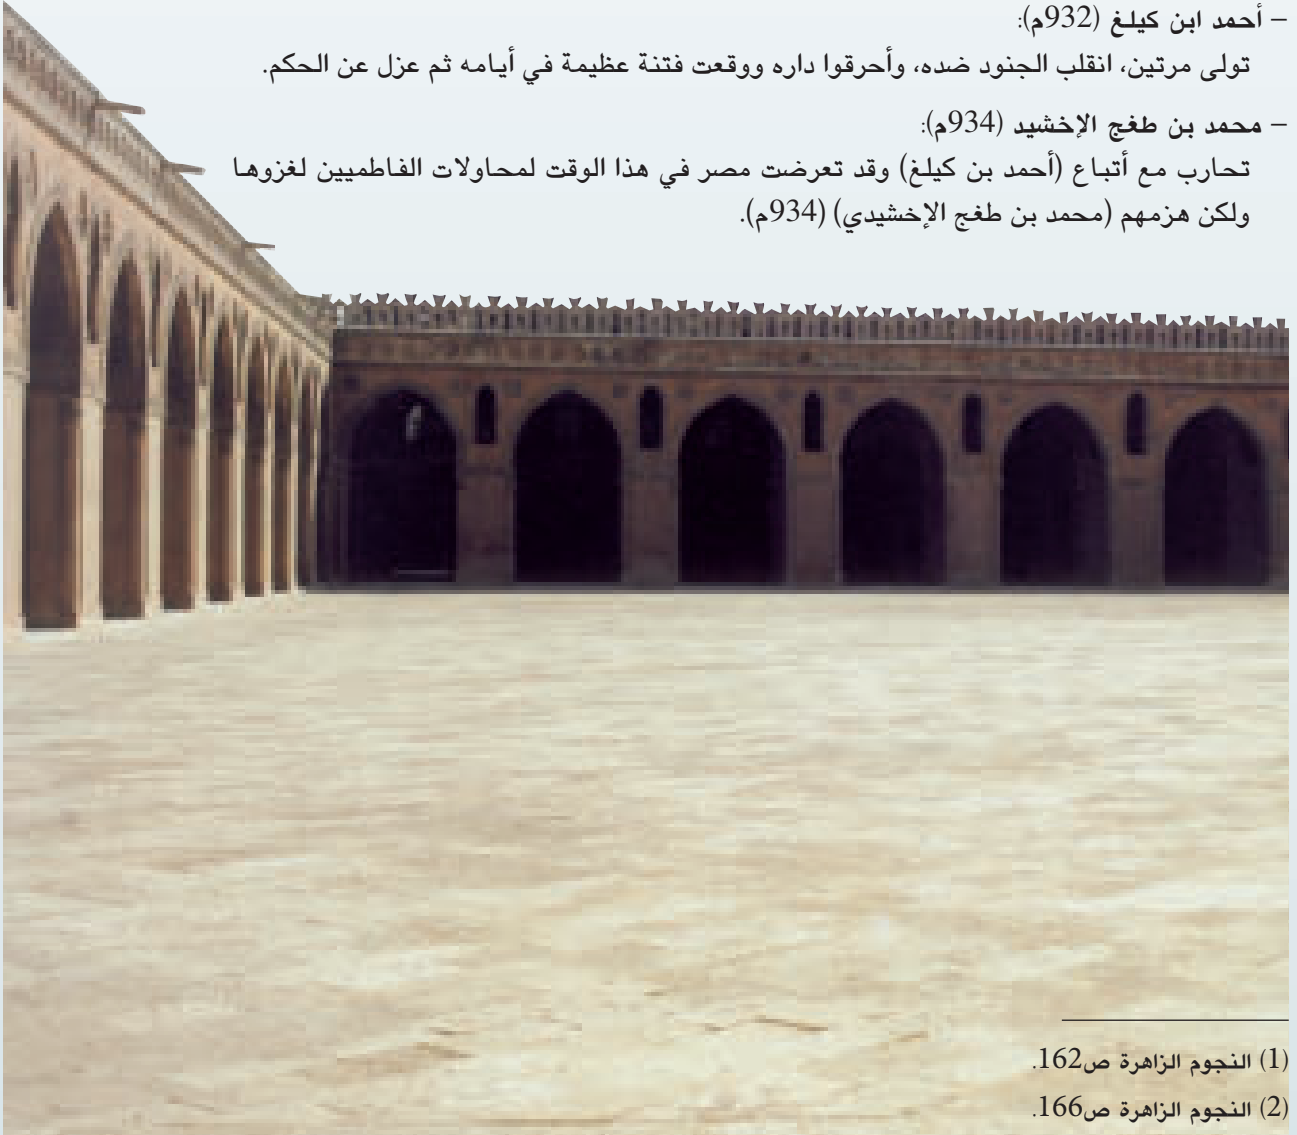 – أحمد ابن كيلغ (932م):
تولى مرتين، انقلب الجنود ضده، وأحرقوا داره ووقعت فتنة عظيمة في أيامه ثم عزل عن الحكم.
– محمد بن طغج الإخشيد (934م):
تحارب مع أتباع (أحمد بن كيلغ) وقد تعرضت مصر في هذا الوقت لمحاولات الفاطميين لغزوها
ولكن هزمهم (محمد بن طغج الإخشيدي) (934م).
(1) النجوم الزاهرة ص162.
(2) النجوم الزاهرة ص166.